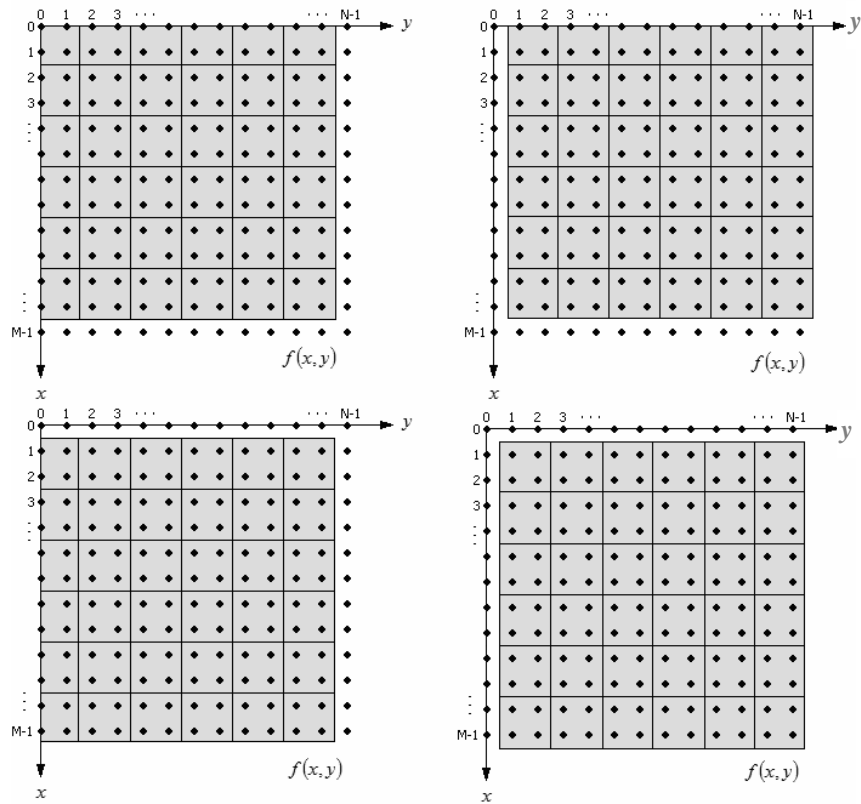 0 1 2 3 ··· ··· N-1 y
0
1
2
3
⋮
⋮
M-1
f(x, y)
x
0 1 2 3 ··· ··· N-1 y
0
1
2
3
⋮
⋮
M-1
f(x, y)
x
0 1 2 3 ··· ··· N-1 y
0
1
2
3
⋮
⋮
M-1
f(x, y)
x
0 1 2 3 ··· ··· N-1 y
0
1
2
3
⋮
⋮
M-1
f(x, y)
x